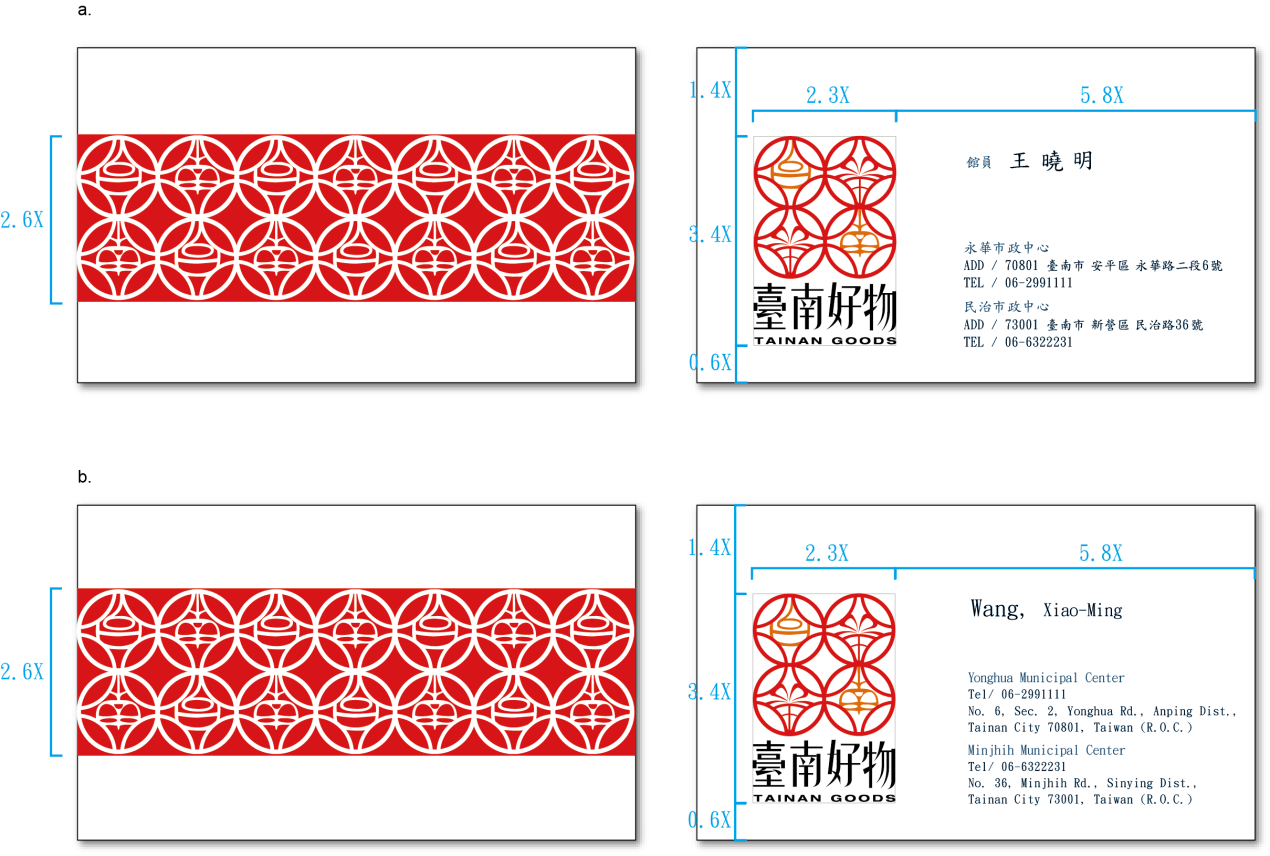 a.
2.6X
1.4X
2.3X
5.8X
3.4X
0.6X
臺南好物
TAINAN GOODS
館員 王曉明
永華市政中心
ADD / 70801 臺南市 安平區 永華路二段6號
TEL / 06-2991111
民治市政中心
ADD / 73001 臺南市 新營區 民治路36號
TEL / 06-6322231
b.
2.6X
1.4X
2.3X
5.8X
3.4X
0.6X
臺南好物
TAINAN GOODS
Wang, Xiao-Ming
Yonghua Municipal Center
Tel/ 06-2991111
No. 6, Sec. 2, Yonghua Rd., Anping Dist.,
Tainan City 70801, Taiwan (R.O.C.)
Minjhih Municipal Center
Tel/ 06-6322231
No. 36, Minjhih Rd., Sinying Dist.,
Tainan City 73001, Taiwan (R.O.C.)